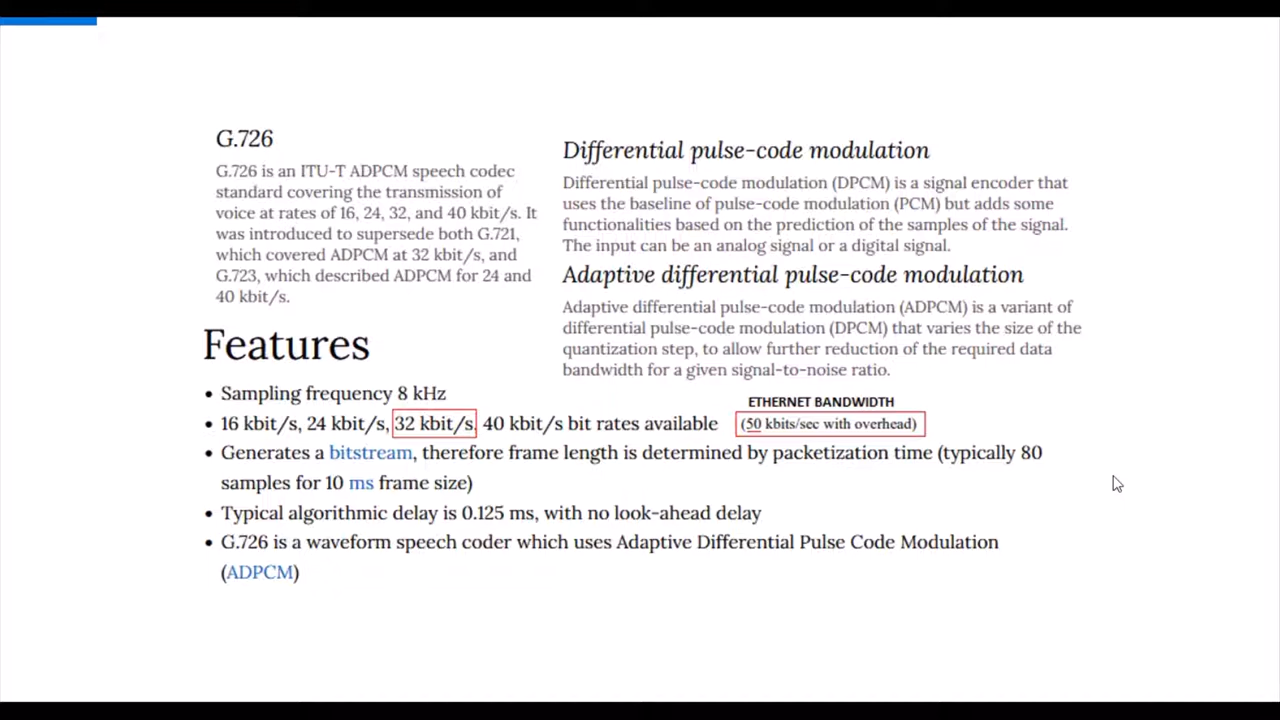 G.726
G.726 is an ITU-T ADPCM speech codec
standard covering the transmission of
voice at rates of 16, 24, 32, and 40 kbit/s. It
was introduced to supersede both G.721,
which covered ADPCM at 32 kbit/s, and
G.723, which described ADPCM for 24 and
40 kbit/s.
Differential pulse-code modulation
Differential pulse-code modulation (DPCM) is a signal encoder that
uses the baseline of pulse-code modulation (PCM) but adds some
functionalities based on the prediction of the samples of the signal.
The input can be an analog signal or a digital signal.
Adaptive differential pulse-code modulation
Adaptive differential pulse-code modulation (ADPCM) is a variant of
differential pulse-code modulation (DPCM) that varies the size of the
quantization step, to allow further reduction of the required data
bandwidth for a given signal-to-noise ratio.
Features
• Sampling frequency 8 kHz
ETHERNET BANDWIDTH
• 16 kbit/s, 24 kbit/s, 32 kbit/s, 40 kbit/s bit rates available (50 kbits/sec with overhead)
• Generates a bitstream, therefore frame length is determined by packetization time (typically 80
samples for 10 ms frame size)
• Typical algorithmic delay is 0.125 ms, with no look-ahead delay
• G.726 is a waveform speech coder which uses Adaptive Differential Pulse Code Modulation
(ADPCM)